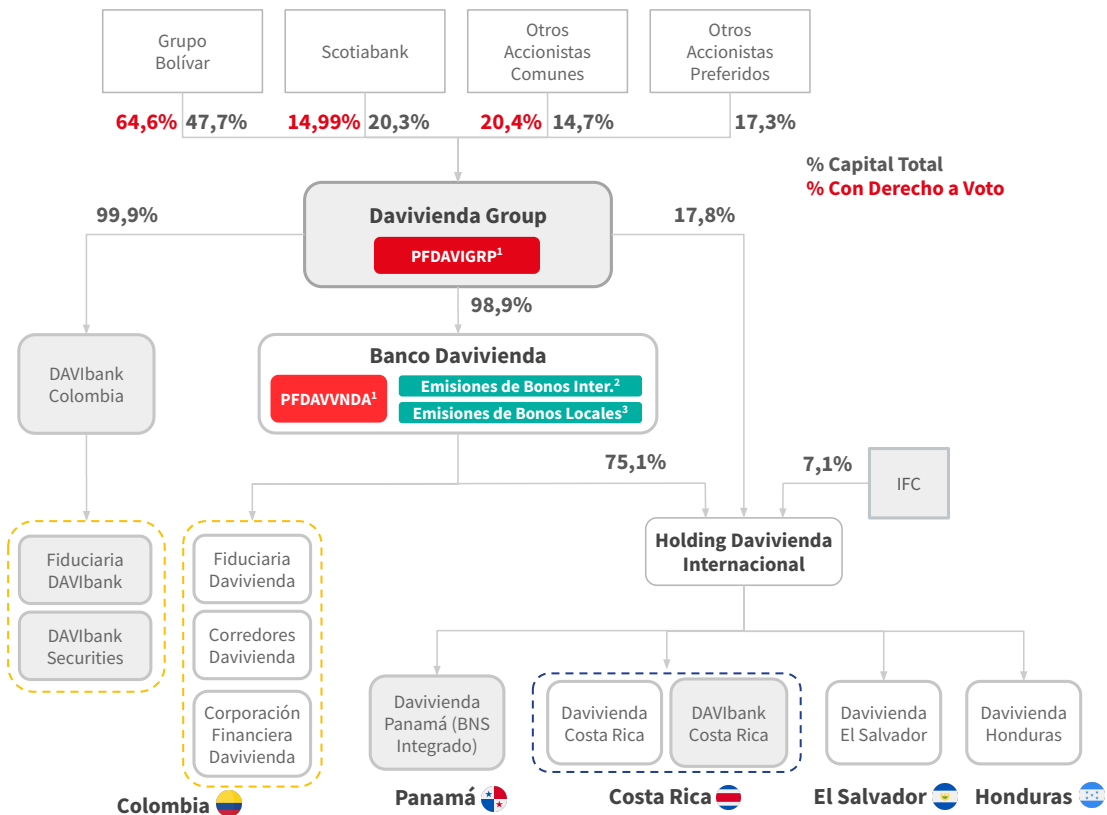 Grupo
Bolívar
Scotiabank
Otros
Accionistas
Comunes
Otros
Accionistas
Preferidos
64,6% 47,7%
14,99% 20,3%
20,4% 14,7%
17,3%
% Capital Total
% Con Derecho a Voto
99,9%
Davivienda Group
PFDAVIGRP¹
17,8%
98,9%
DAVIbank
Colombia
Banco Davivienda
PFDAVVNDA¹
Emisiones de Bonos Inter.²
Emisiones de Bonos Locales³
75,1%
7,1%
IFC
Holding Davivienda
Internacional
Fiduciaria
DAVIbank
DAVIbank
Securities
Fiduciaria
Davivienda
Corredores
Davivienda
Corporación
Financiera
Davivienda
Davivienda
Panamá (BNS
Integrado)
Davivienda
Costa Rica
DAVIbank
Costa Rica
Davivienda
El Salvador
Davivienda
Honduras
Colombia
Panamá
Costa Rica
El Salvador
Honduras